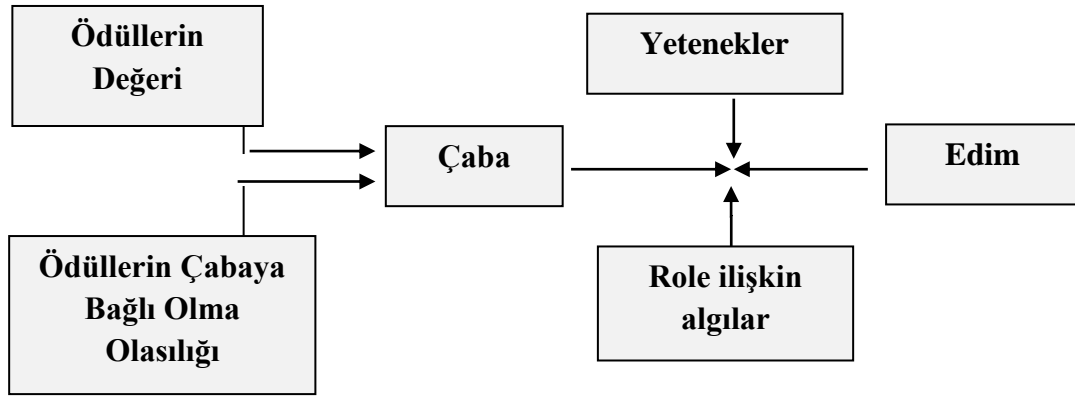 Ödüllerin
Değeri
Yetenekler
Çaba
Edim
Ödüllerin Çabaya
Bağlı Olma
Olasılığı
Role ilişkin
algılar